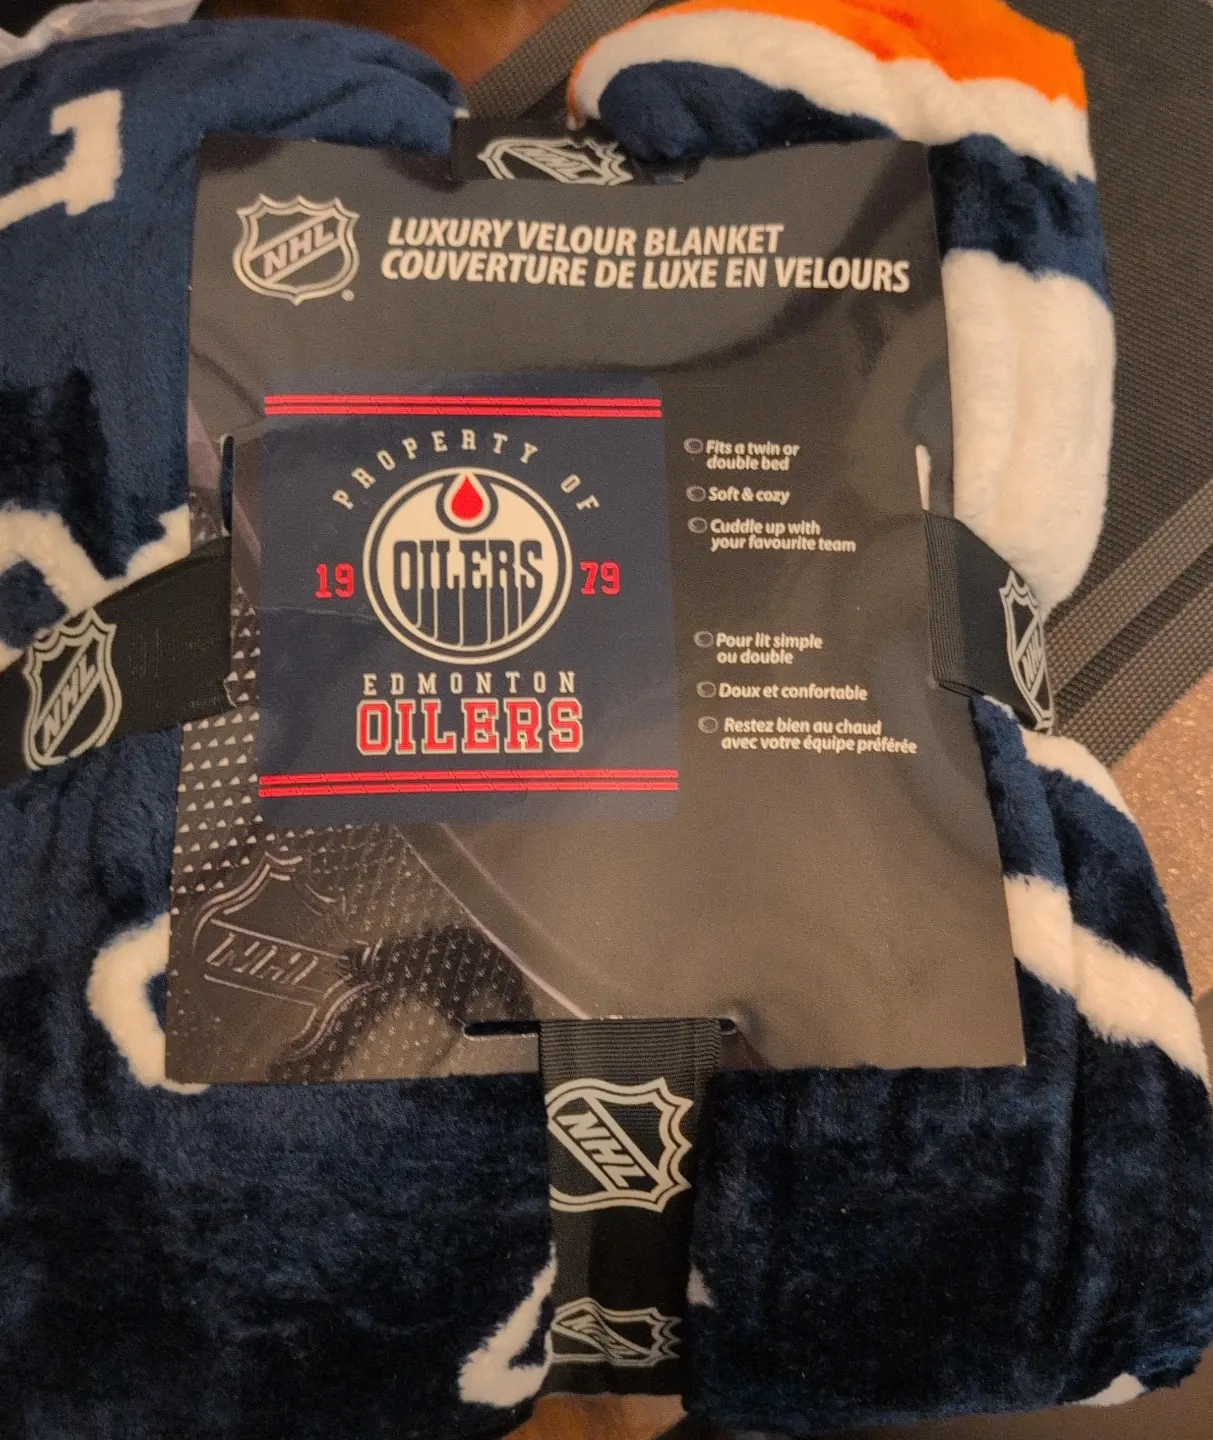 NHL
NHL
LUXURY VELOUR BLANKET
COUVERTURE DE LUXE EN VELOURS
PROPERTY OF
19 OILERS 79
EDMONTON
OILERS
Fits a twin or
double bed
Soft & cozy
Cuddle up with
your favourite team
Pour lit simple
ou double
Doux et confortable
Restez bien au chaud
avec votre équipe préférée
NHL
NHL
NHL
NHL
NHL